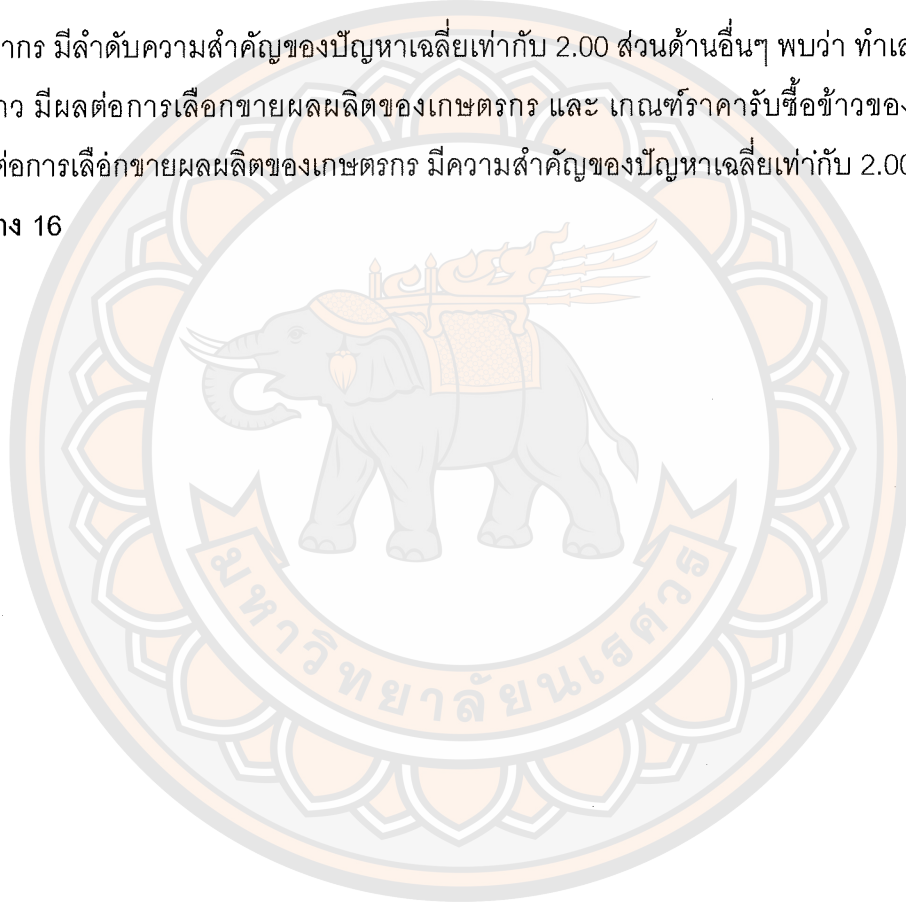 ากร มีลำดับความสำคัญของปัญหาเฉลี่ยเท่ากับ 2.00 ส่วนด้านอื่นๆ พบว่า ทำเล
าว มีผลต่อการเลือกขายผลผลิตของเกษตรกร และ เกณฑ์ราคารับซื้อข้าวของ
ต่อการเลือกขายผลผลิตของเกษตรกร มีความสำคัญของปัญหาเฉลี่ยเท่ากับ 2.00
าง 16
มหาวิทยาลัยนเรศวร